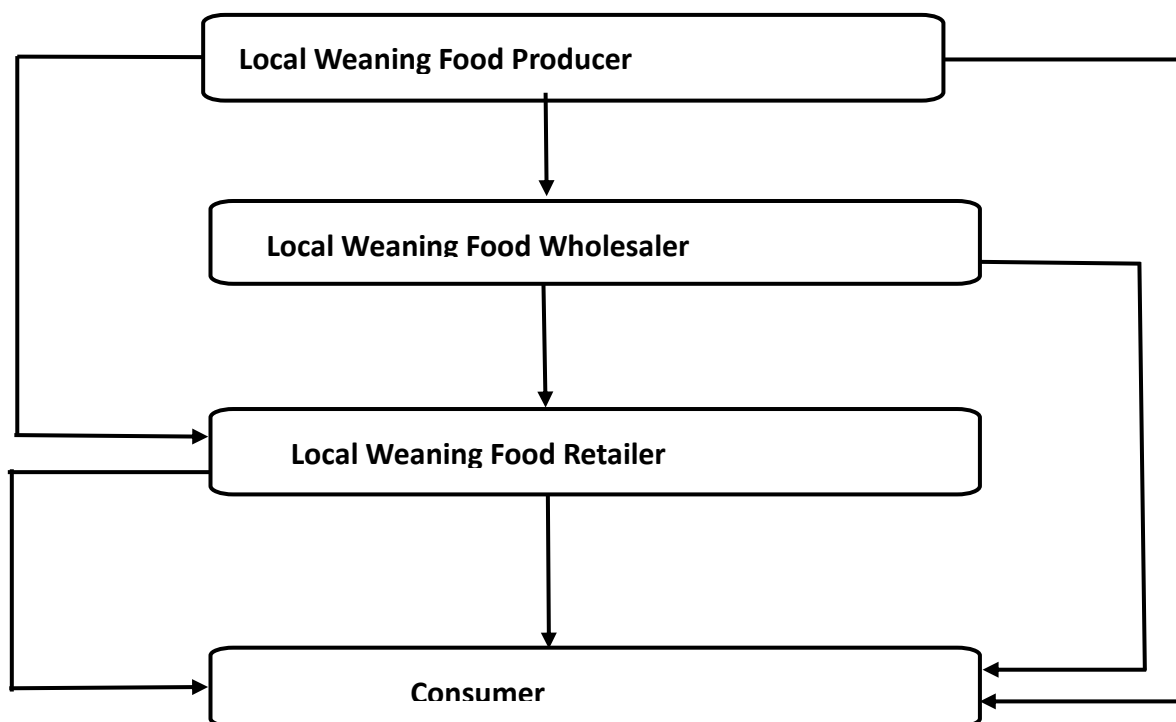 Local Weaning Food Producer
Local Weaning Food Wholesaler
Local Weaning Food Retailer
Consumer